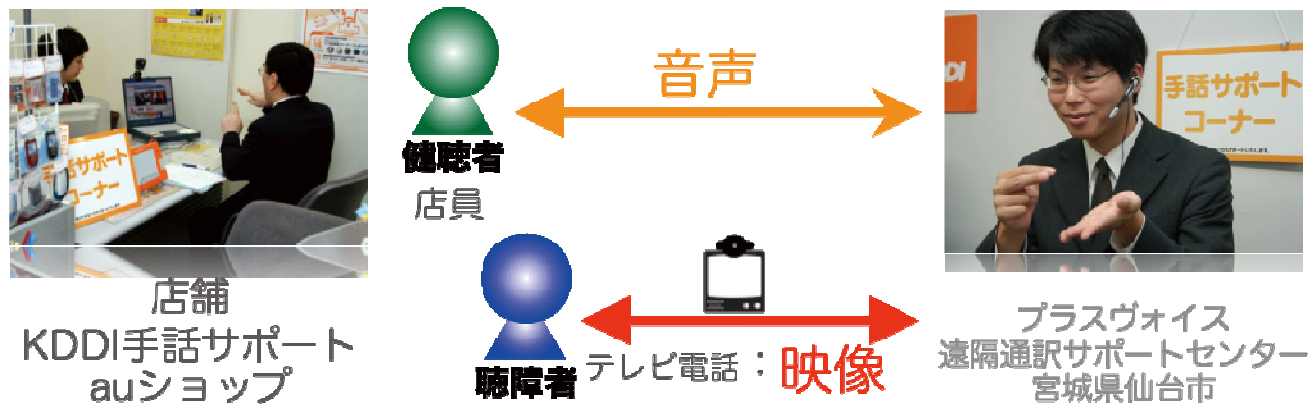 手話サポート
コーナー
店舗
KDDI手話サポート
auショップ
音声
健聴者
店員
聴障者
テレビ電話：映像
DI
手話サポート
コーナー
プラスヴォイス
遠隔通訳サポートセンター
宮城県仙台市